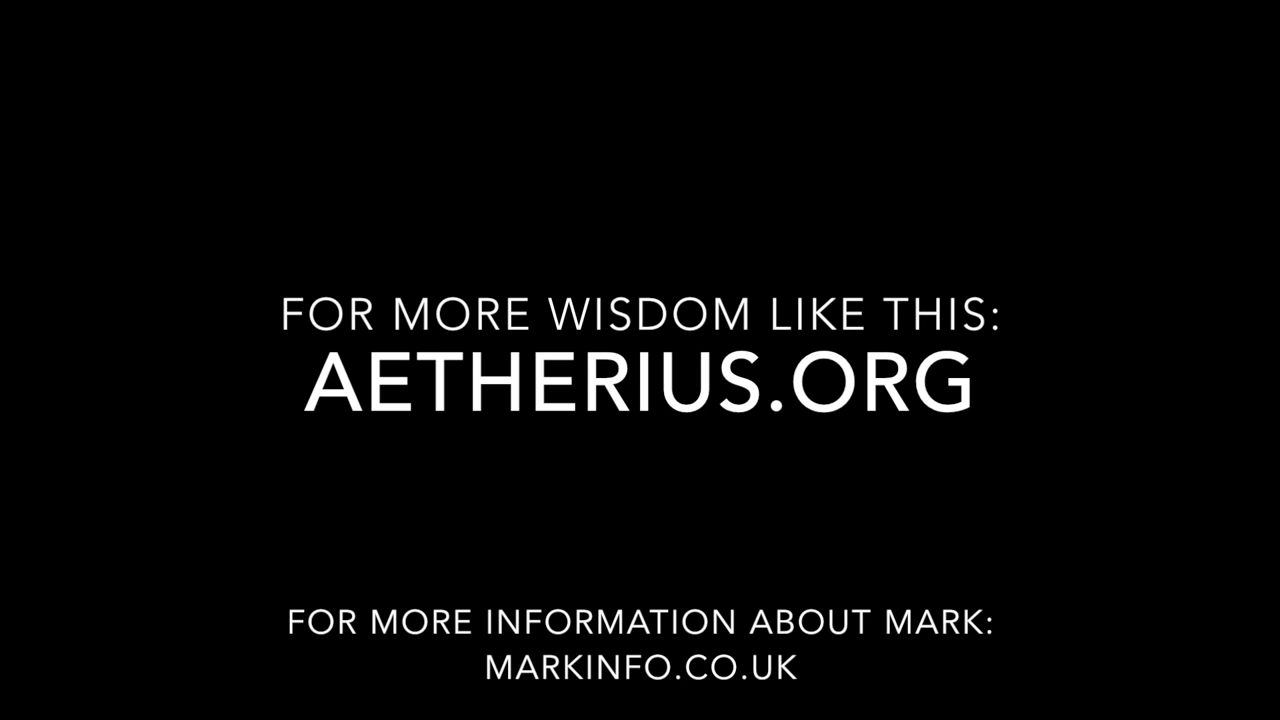 FOR MORE WISDOM LIKE THIS:
AETHERIUS.ORG
FOR MORE INFORMATION ABOUT MARK:
MARKINFO.CO.UK